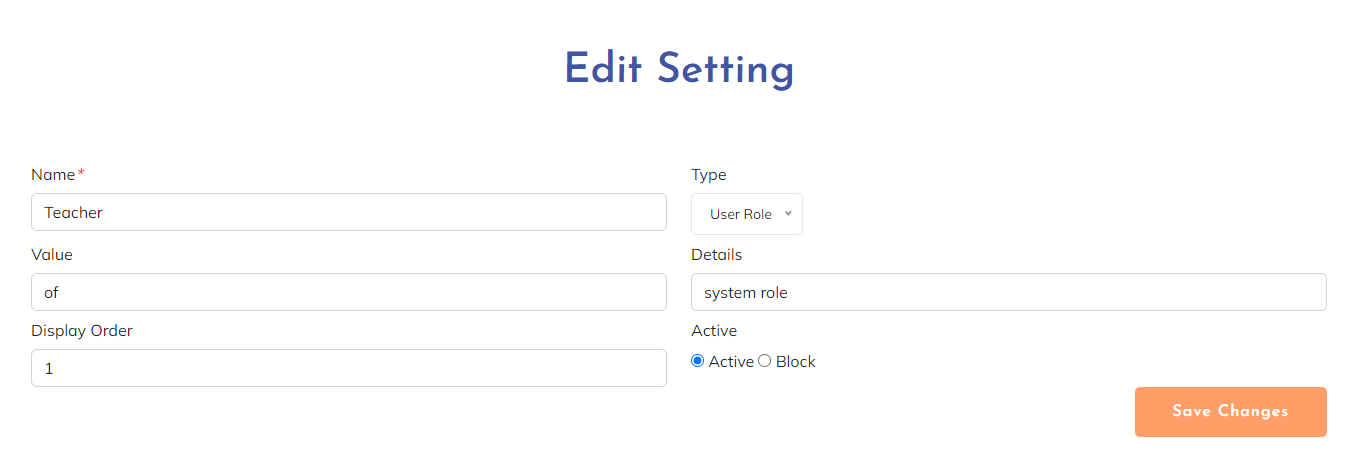 Edit Setting
Name* Type
Teacher User Role
Value Details
of system role
Display Order Active
1 Active Block
Save Changes